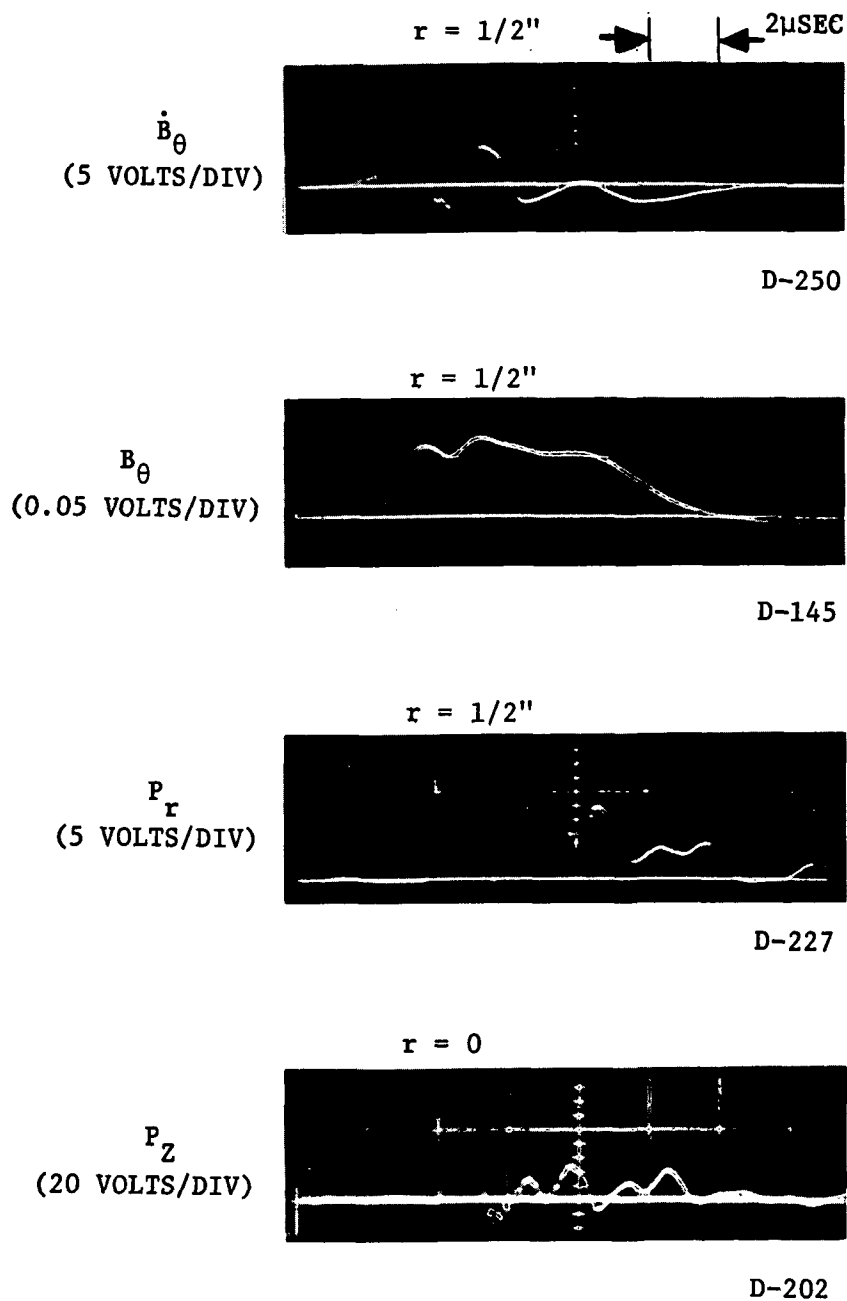 r = 1/2" 2μSEC
Ḃθ
(5 VOLTS/DIV)
D-250
r = 1/2"
Bθ
(0.05 VOLTS/DIV)
D-145
r = 1/2"
Pr
(5 VOLTS/DIV)
D-227
r = 0
PZ
(20 VOLTS/DIV)
D-202